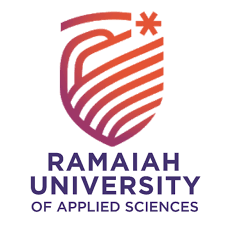 RAMAIAH
UNIVERSITY
OF APPLIED SCIENCES